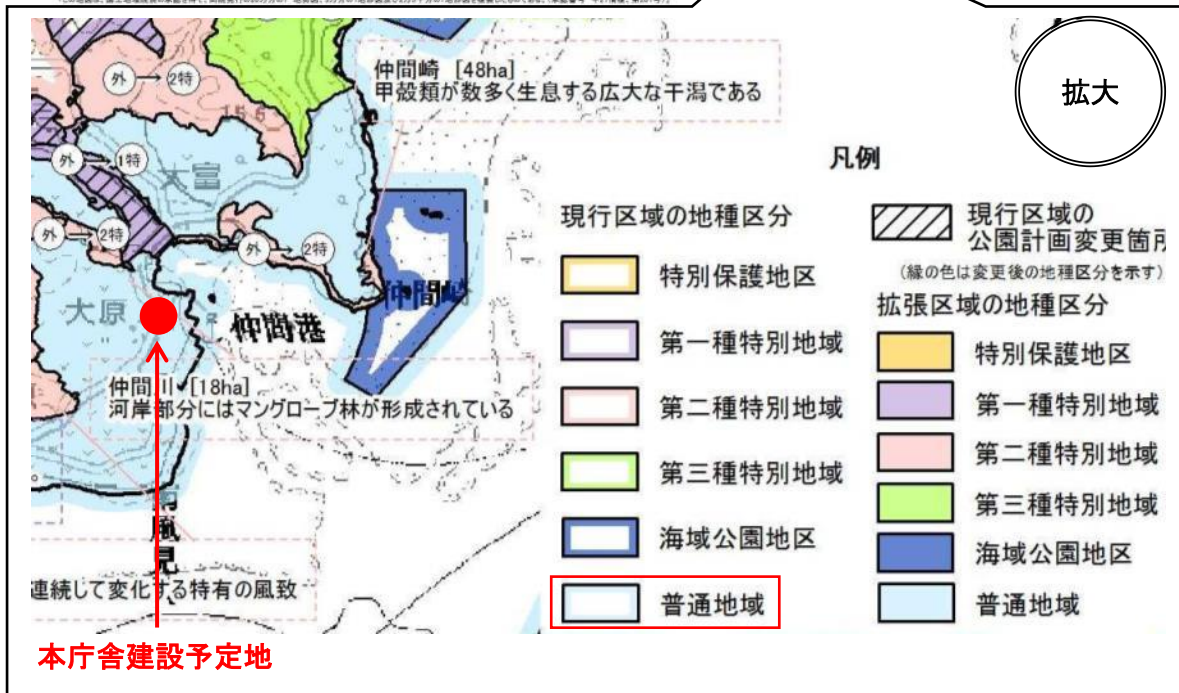 拡大
仲間崎 [48ha]
甲殻類が数多く生息する広大な干潟である
外→2特
15.6
外→1特
大富
外→2特
外→2特
大原
仲間港
仲間崎
仲間川 [18ha]
河岸部分にはマングローブ林が形成されている
南風見
連続して変化する特有の風致
本庁舎建設予定地
凡例
現行区域の地種区分
特別保護地区
第一種特別地域
第二種特別地域
第三種特別地域
海域公園地区
普通地域
現行区域の
公園計画変更箇所
(縁の色は変更後の地種区分を示す)
拡張区域の地種区分
特別保護地区
第一種特別地域
第二種特別地域
第三種特別地域
海域公園地区
普通地域